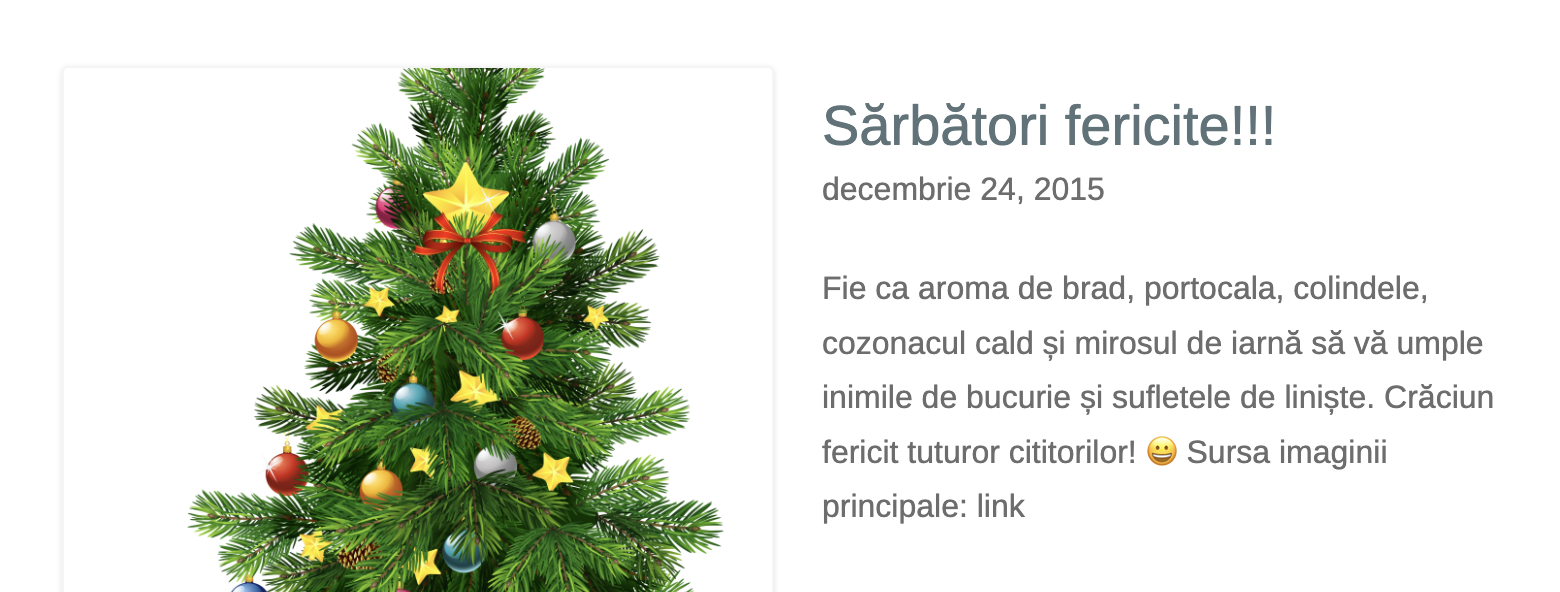 Sărbători fericite!!!
decembrie 24, 2015
Fie ca aroma de brad, portocala, colindele,
cozonacul cald și mirosul de iarnă să vă umple
inimile de bucurie și sufletele de liniște. Crăciun
fericit tuturor cititorilor! 😀 Sursa imaginii
principale: link